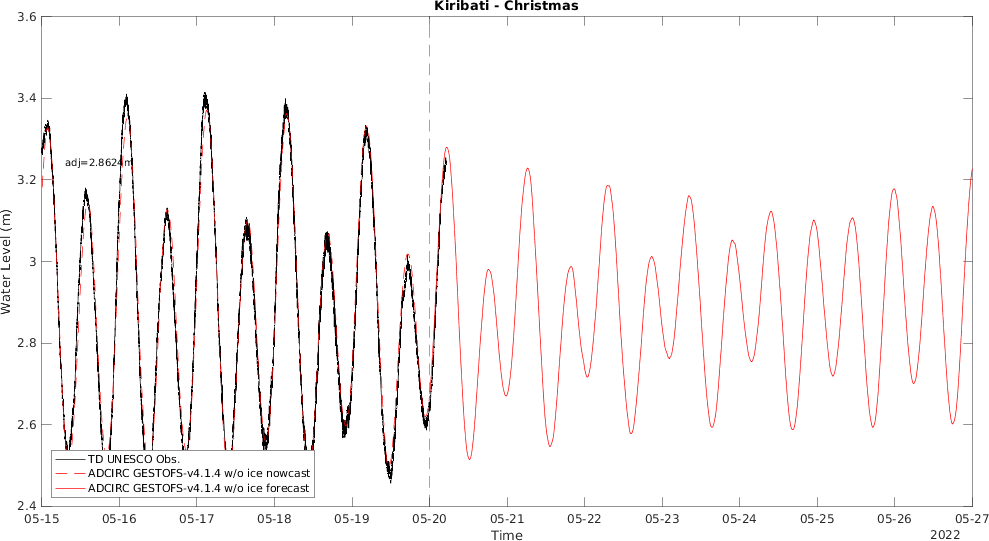 Kiribati - Christmas
3.6
3.4
3.2
3
2.8
2.6
2.4
Water Level (m)
adj=2.8624m
TD UNESCO Obs.
ADCIRC GESTOFS-v4.1.4 w/o ice nowcast
ADCIRC GESTOFS-v4.1.4 w/o ice forecast
05-15 05-16 05-17 05-18 05-19 05-20 05-21 05-22 05-23 05-24 05-25 05-26 05-27
Time
2022